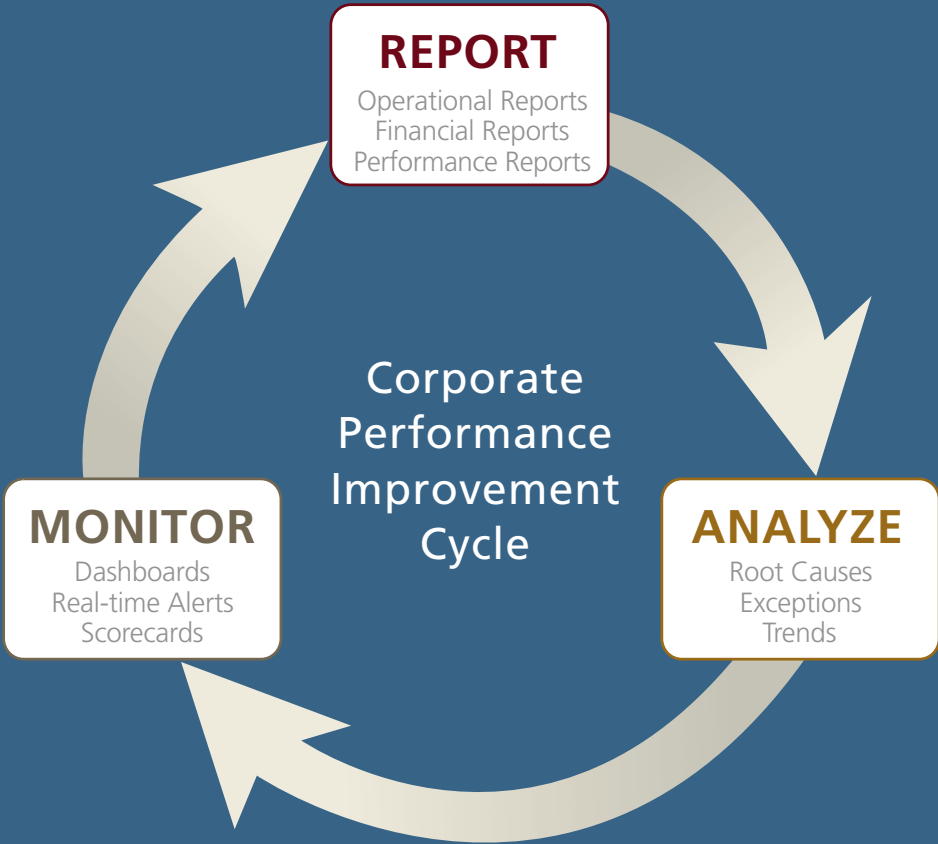 REPORT
Operational Reports
Financial Reports
Performance Reports
Corporate
Performance
Improvement
Cycle
MONITOR
Dashboards
Real-time Alerts
Scorecards
ANALYZE
Root Causes
Exceptions
Trends